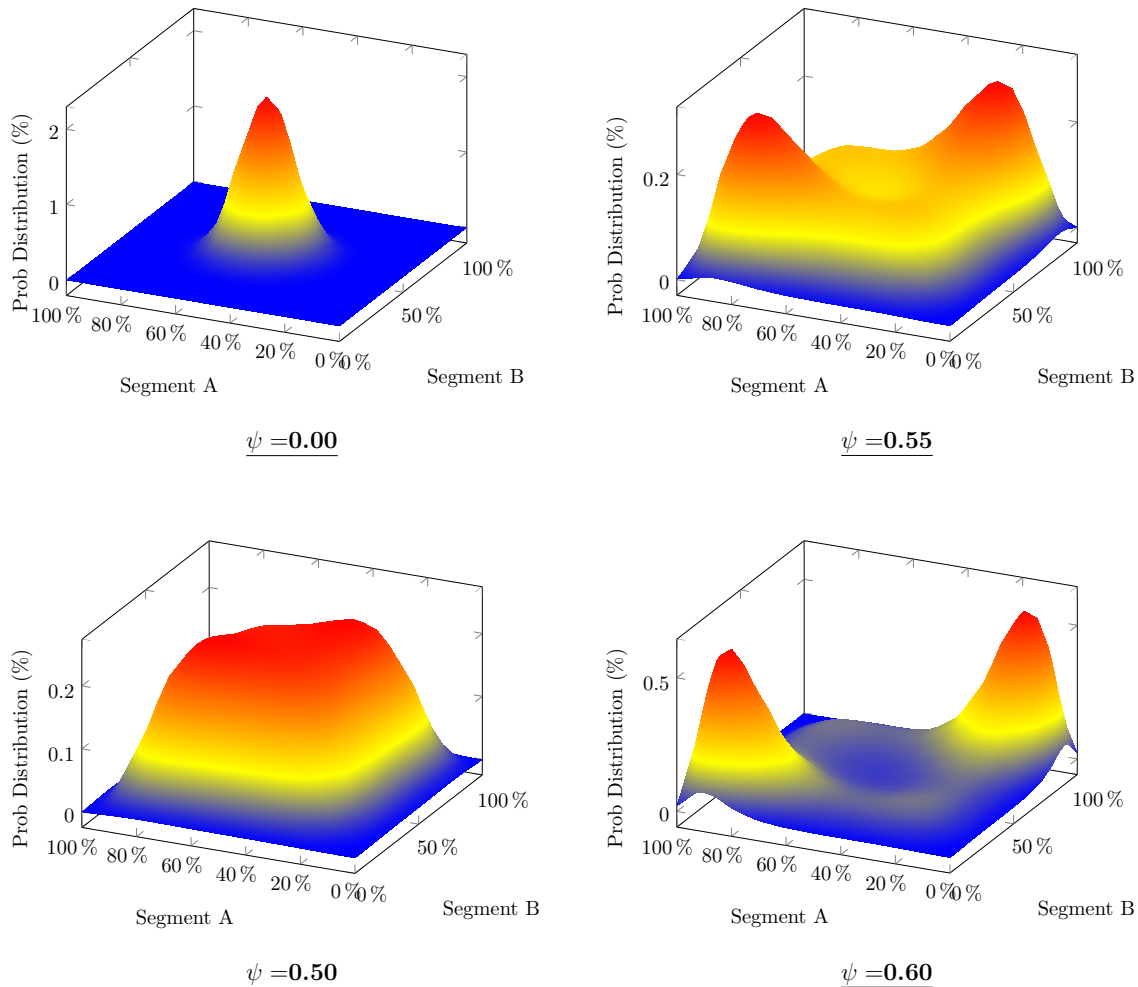 Prob Distribution (%)
2
1
0
100 % 80 % 60 % 40 % 20 % 0 %
0 % 50 % 100 %
Segment A
Segment B
ψ =0.00
Prob Distribution (%)
0.2
0
100 % 80 % 60 % 40 % 20 % 0 %
0 % 50 % 100 %
Segment A
Segment B
ψ =0.55
Prob Distribution (%)
0.2
0.1
0
100 % 80 % 60 % 40 % 20 % 0 %
0 % 50 % 100 %
Segment A
Segment B
ψ =0.50
Prob Distribution (%)
0.5
0
100 % 80 % 60 % 40 % 20 % 0 %
0 % 50 % 100 %
Segment A
Segment B
ψ =0.60